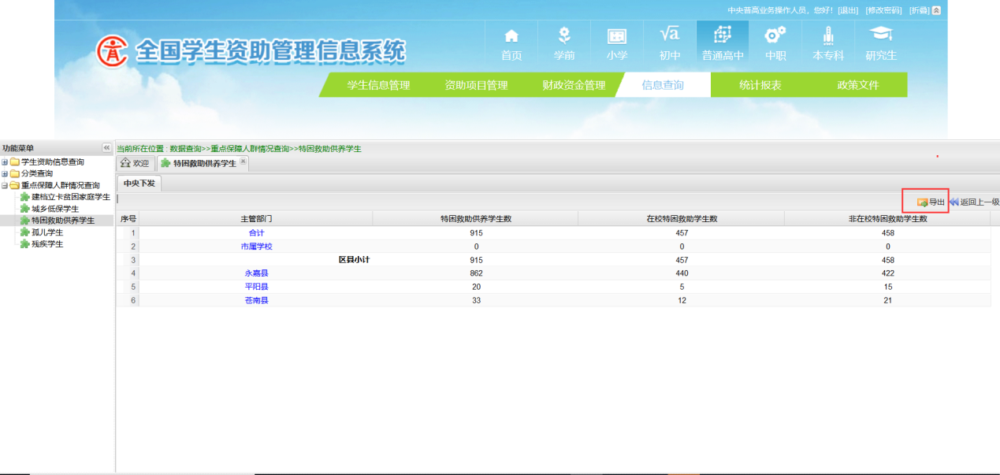 中央普高业务操作人员，您好！ [退出] [修改密码] [折叠]
全国学生资助管理信息系统
首页 学前 小学 初中 普通高中 中职 本专科 研究生
学生信息管理 资助项目管理 财政资金管理 信息查询 统计报表 政策文件
功能菜单
学生资助信息查询
分类查询
重点保障人群情况查询
建档立卡贫困家庭学生
城乡低保学生
特困救助供养学生
孤儿学生
残疾学生
当前所在位置 : 数据查询>>重点保障人群情况查询>>特困救助供养学生
欢迎 特困救助供养学生
中央下发
导出 返回上一级
序号 主管部门 特困救助供养学生数 在校特困救助学生数 非在校特困救助学生数
1 合计 915 457 458
2 市属学校 0 0 0
3 区县小计 915 457 458
4 永嘉县 862 440 422
5 平阳县 20 5 15
6 苍南县 33 12 21